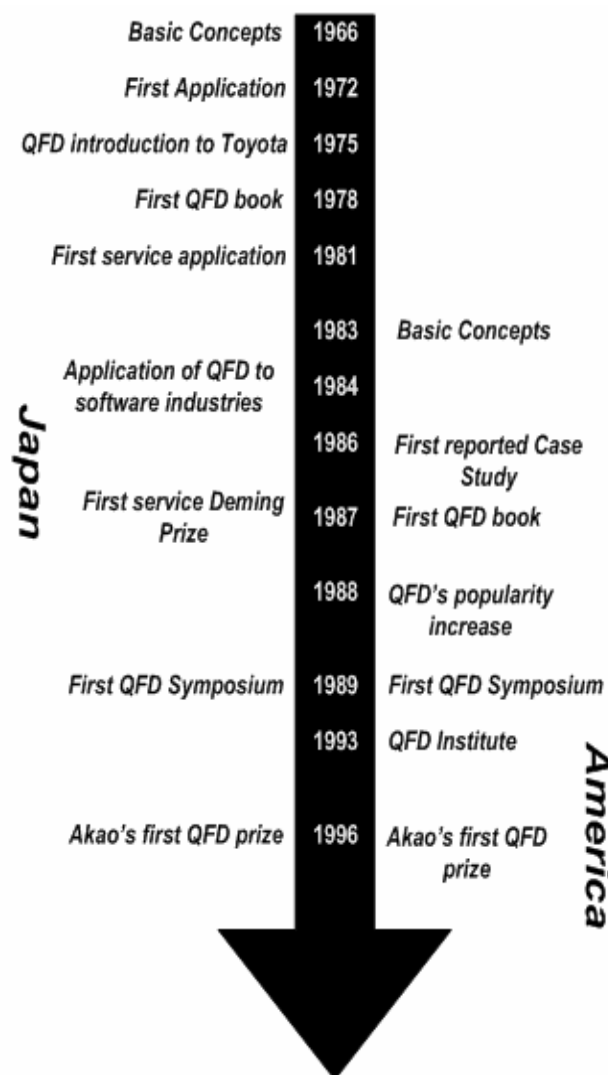 Basic Concepts 1966
First Application 1972
QFD introduction to Toyota 1975
First QFD book 1978
First service application 1981
1983 Basic Concepts
Application of QFD to
software industries
1984
1986
First reported Case
Study
First service Deming
Prize
1987 First QFD book
1988 QFD's popularity
increase
First QFD Symposium 1989 First QFD Symposium
1993 QFD Institute
Akao's first QFD prize 1996 Akao's first QFD
prize
Japan
America